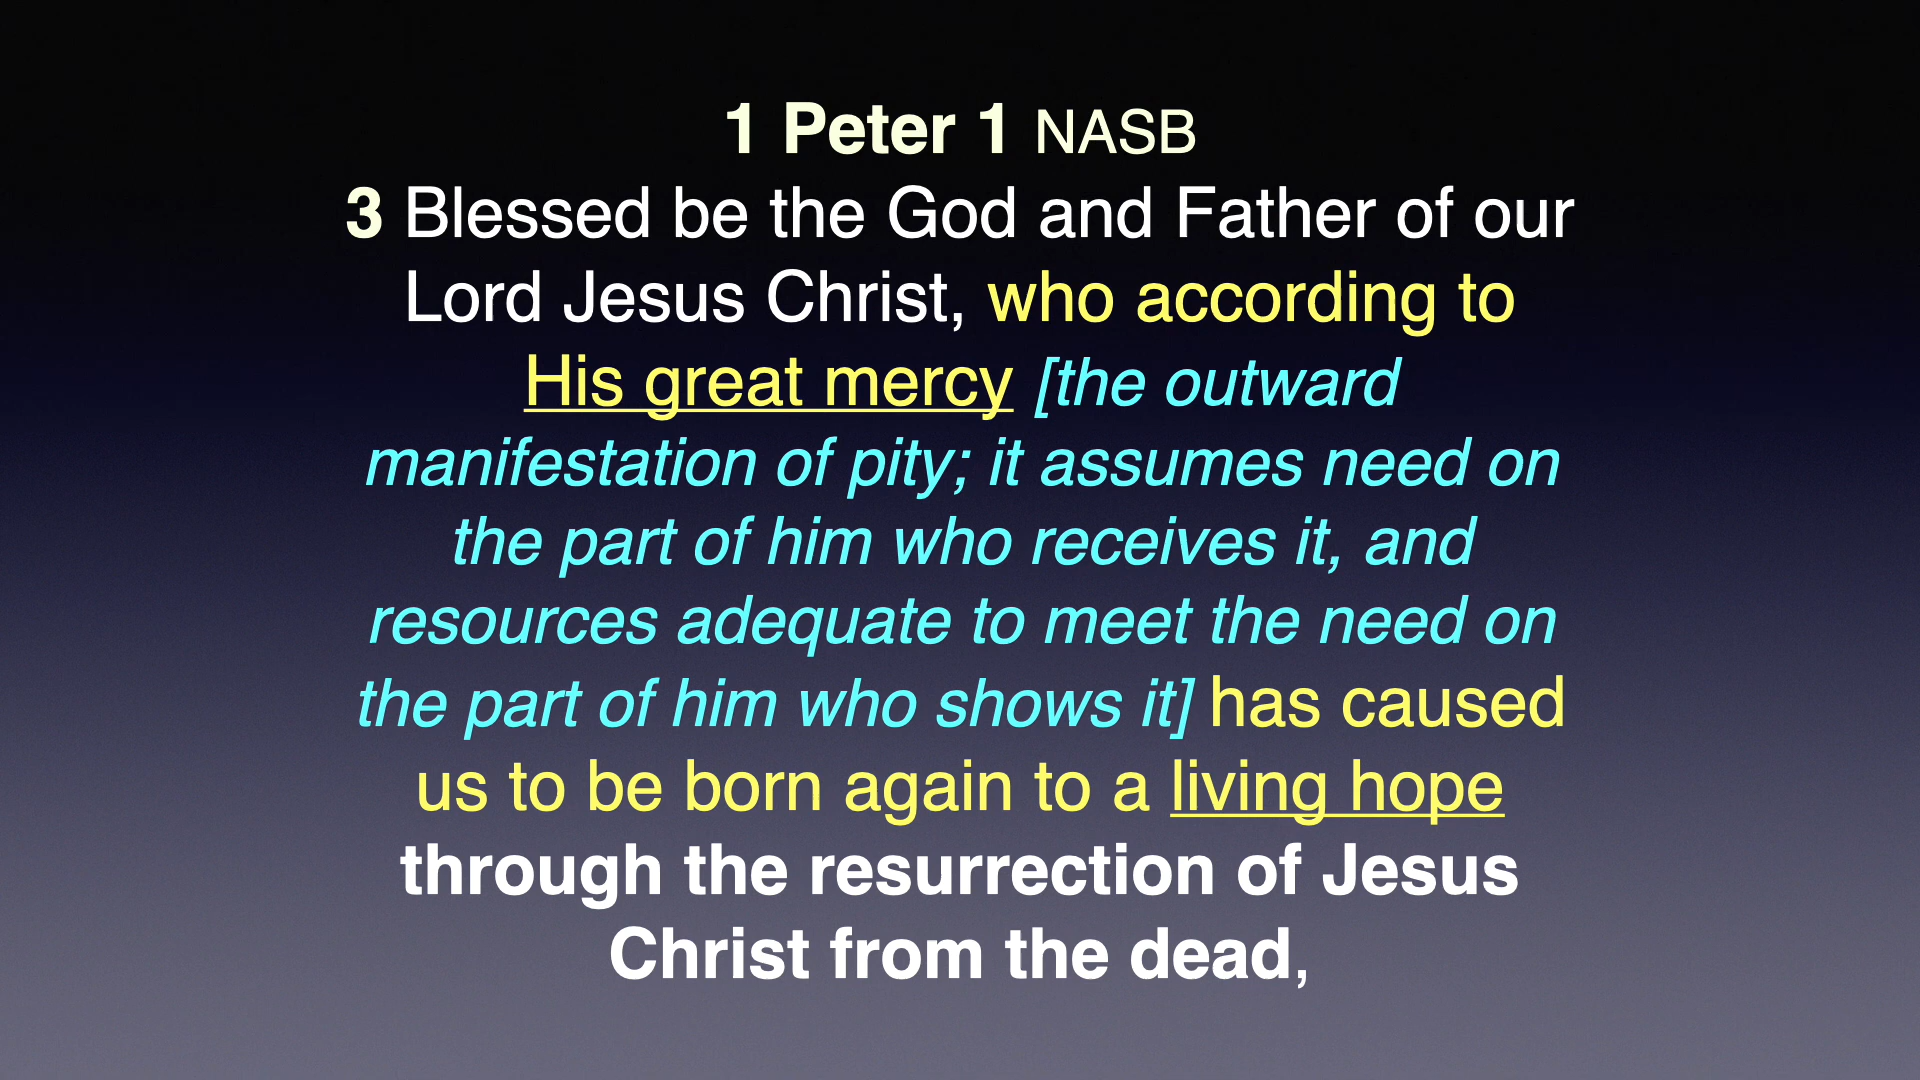 1 Peter 1 NASB
3 Blessed be the God and Father of our
Lord Jesus Christ, who according to
His great mercy [the outward
manifestation of pity; it assumes need on
the part of him who receives it, and
resources adequate to meet the need on
the part of him who shows it] has caused
us to be born again to a living hope
through the resurrection of Jesus
Christ from the dead,